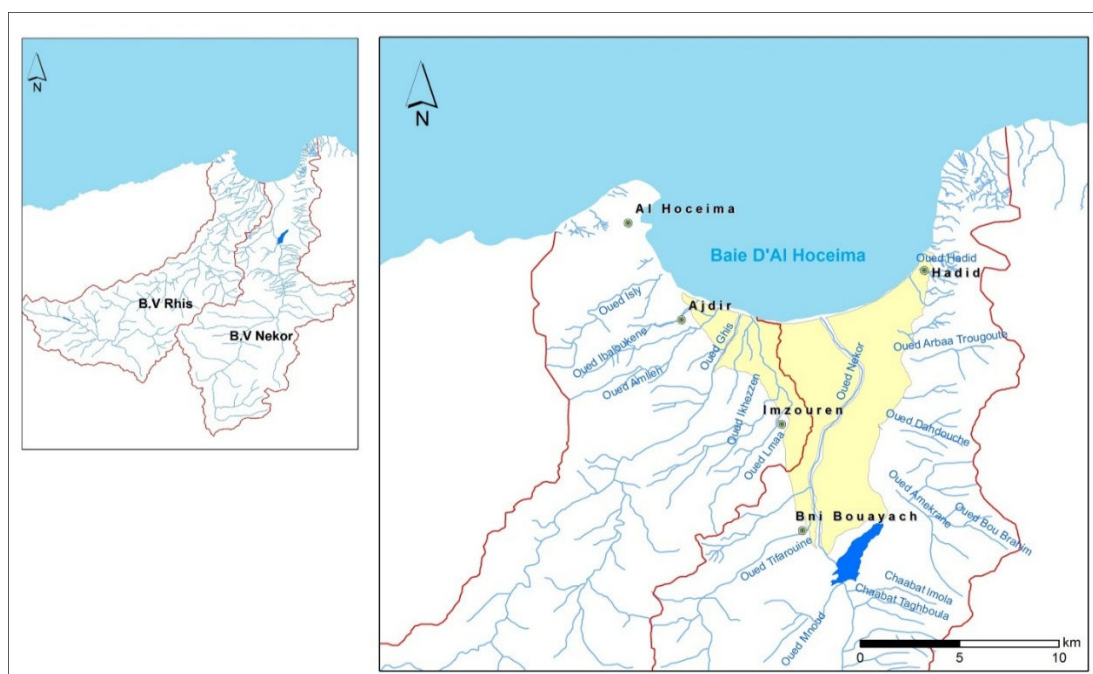 N
B.V Rhis
B.V Nekor
N
Al Hoceima
Baie D'Al Hoceima
Oued Hadid
Hadid
Oued Isly
Ajdir
Oued Ibalbukene
Oued Ghis
Oued Nekor
Oued Arbaa Trougoute
Oued Amlieh
Oued Ikhezzen
Imzouren
Oued Lmaa
Oued Dahdouche
Oued Amekrane
Oued Bou Brahim
Bni Bouayach
Oued Tifarouine
Chaabat Imola
Chaabat Taghboula
Oued Mnoud
km
0 5 10